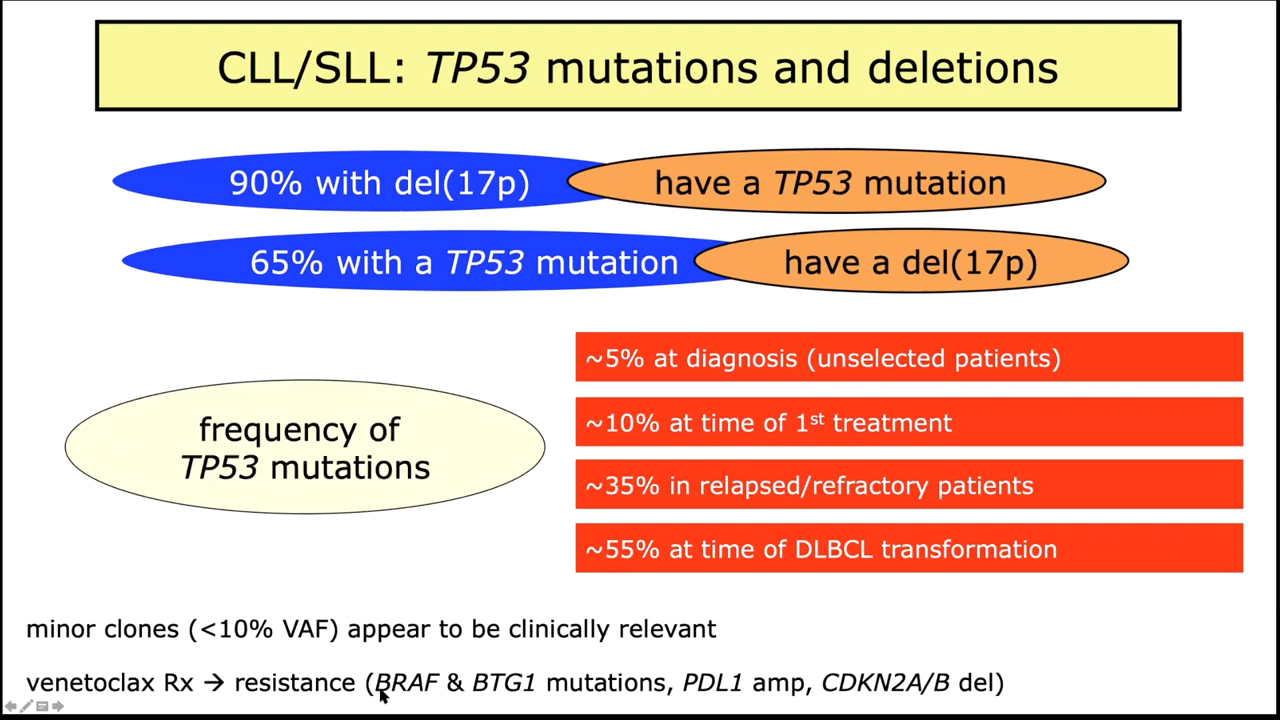 CLL/SLL: TP53 mutations and deletions
90% with del(17p) have a TP53 mutation
65% with a TP53 mutation have a del(17p)
frequency of
TP53 mutations
~5% at diagnosis (unselected patients)
~10% at time of 1st treatment
~35% in relapsed/refractory patients
~55% at time of DLBCL transformation
minor clones (<10% VAF) appear to be clinically relevant
venetoclax Rx → resistance (BRAF & BTG1 mutations, PDL1 amp, CDKN2A/B del)